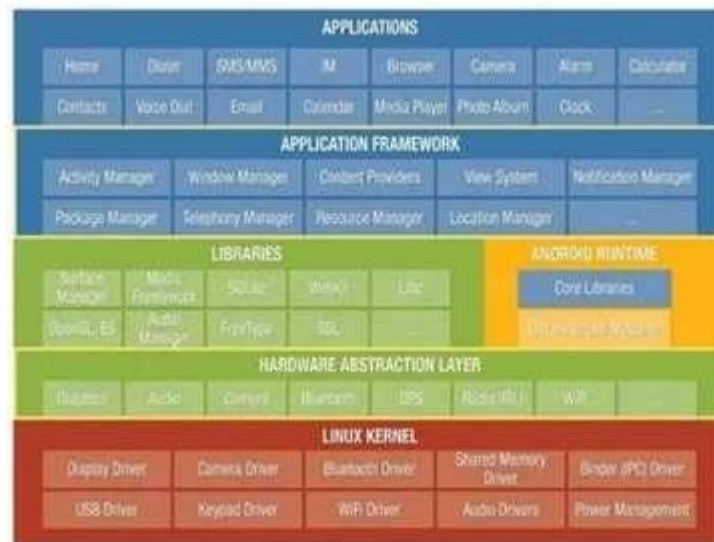 APPLICATIONS
Home Dialer SMS/MMS IM Browser Camera Alarm Calculator
Contacts Voice Dial Email Calendar Media Player Photo Album Clock ...
APPLICATION FRAMEWORK
Activity Manager Window Manager Content Providers View System Notification Manager
Package Manager Telephony Manager Resource Manager Location Manager ...
LIBRARIES ANDROID RUNTIME
Surface Manager Media Framework SQLite WebKit Libc Core Libraries
OpenGL/ES Audio Manager FreeType SSL ...
HARDWARE ABSTRACTION LAYER
Graphics Audio Camera Bluetooth GPS Radio (RIL) WiFi ...
LINUX KERNEL
Display Driver Camera Driver Bluetooth Driver Shared Memory Driver Binder (IPC) Driver
USB Driver Keypad Driver WiFi Driver Audio Drivers Power Management